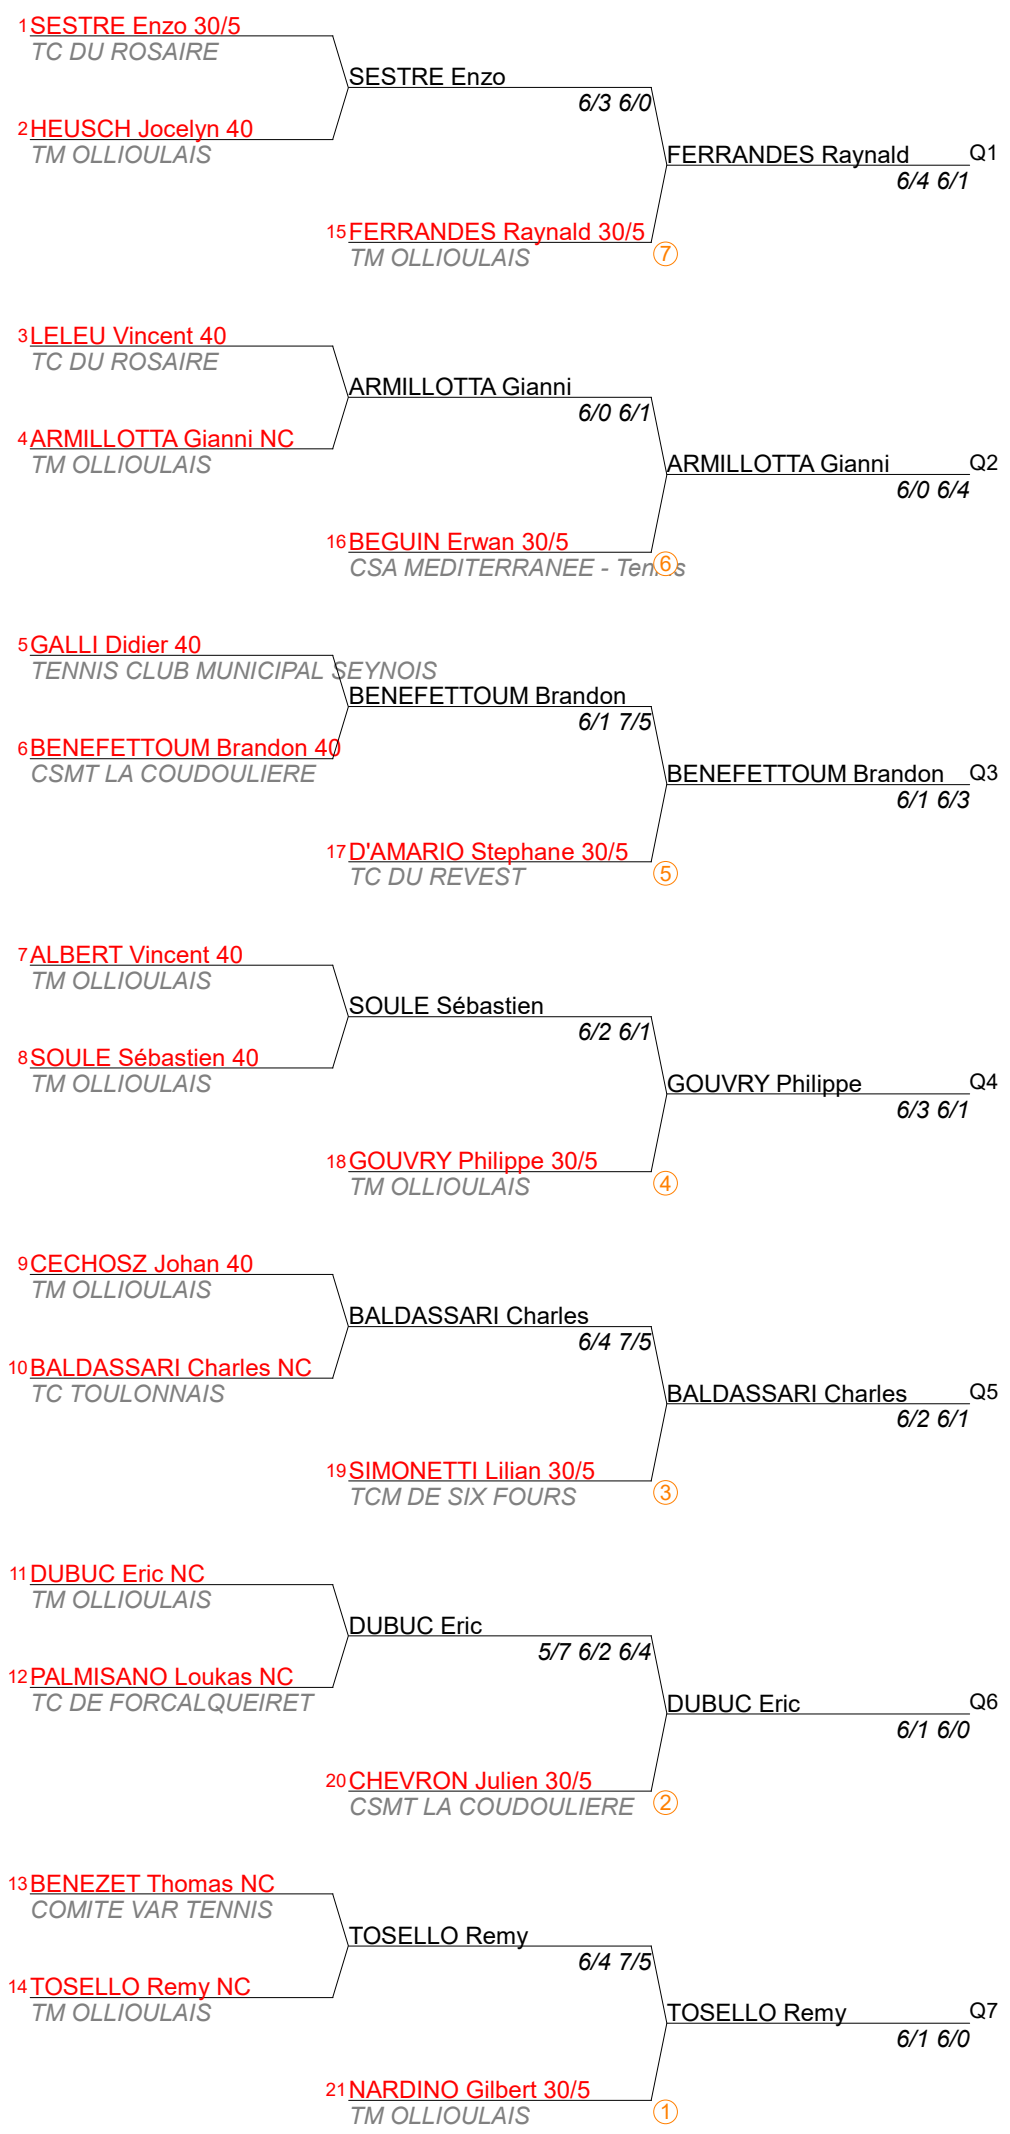 1 SESTRE Enzo 30/5
TC DU ROSAIRE
SESTRE Enzo
6/3 6/0
2 HEUSCH Jocelyn 40
TM OLLIOULAIS
FERRANDES Raynald Q1
6/4 6/1
15 FERRANDES Raynald 30/5
TM OLLIOULAIS 7
3 LELEU Vincent 40
TC DU ROSAIRE
ARMILLOTTA Gianni
6/0 6/1
4 ARMILLOTTA Gianni NC
TM OLLIOULAIS
ARMILLOTTA Gianni Q2
6/0 6/4
16 BEGUIN Erwan 30/5
CSA MEDITERRANEE - Tennis 6
5 GALLI Didier 40
TENNIS CLUB MUNICIPAL SEYNOIS
BENEFETTOUM Brandon
6/1 7/5
6 BENEFETTOUM Brandon 40
CSMT LA COUDOULIERE
BENEFETTOUM Brandon Q3
6/1 6/3
17 D'AMARIO Stephane 30/5
TC DU REVEST 5
7 ALBERT Vincent 40
TM OLLIOULAIS
SOULE Sébastien
6/2 6/1
8 SOULE Sébastien 40
TM OLLIOULAIS
GOUVRY Philippe Q4
6/3 6/1
18 GOUVRY Philippe 30/5
TM OLLIOULAIS 4
9 CECHOSZ Johan 40
TM OLLIOULAIS
BALDASSARI Charles
6/4 7/5
10 BALDASSARI Charles NC
TC TOULONNAIS
BALDASSARI Charles Q5
6/2 6/1
19 SIMONETTI Lilian 30/5
TCM DE SIX FOURS 3
11 DUBUC Eric NC
TM OLLIOULAIS
DUBUC Eric
5/7 6/2 6/4
12 PALMISANO Loukas NC
TC DE FORCALQUEIRET
DUBUC Eric Q6
6/1 6/0
20 CHEVRON Julien 30/5
CSMT LA COUDOULIERE 2
13 BENEZET Thomas NC
COMITE VAR TENNIS
TOSELLO Remy
6/4 7/5
14 TOSELLO Remy NC
TM OLLIOULAIS
TOSELLO Remy Q7
6/1 6/0
21 NARDINO Gilbert 30/5
TM OLLIOULAIS 1